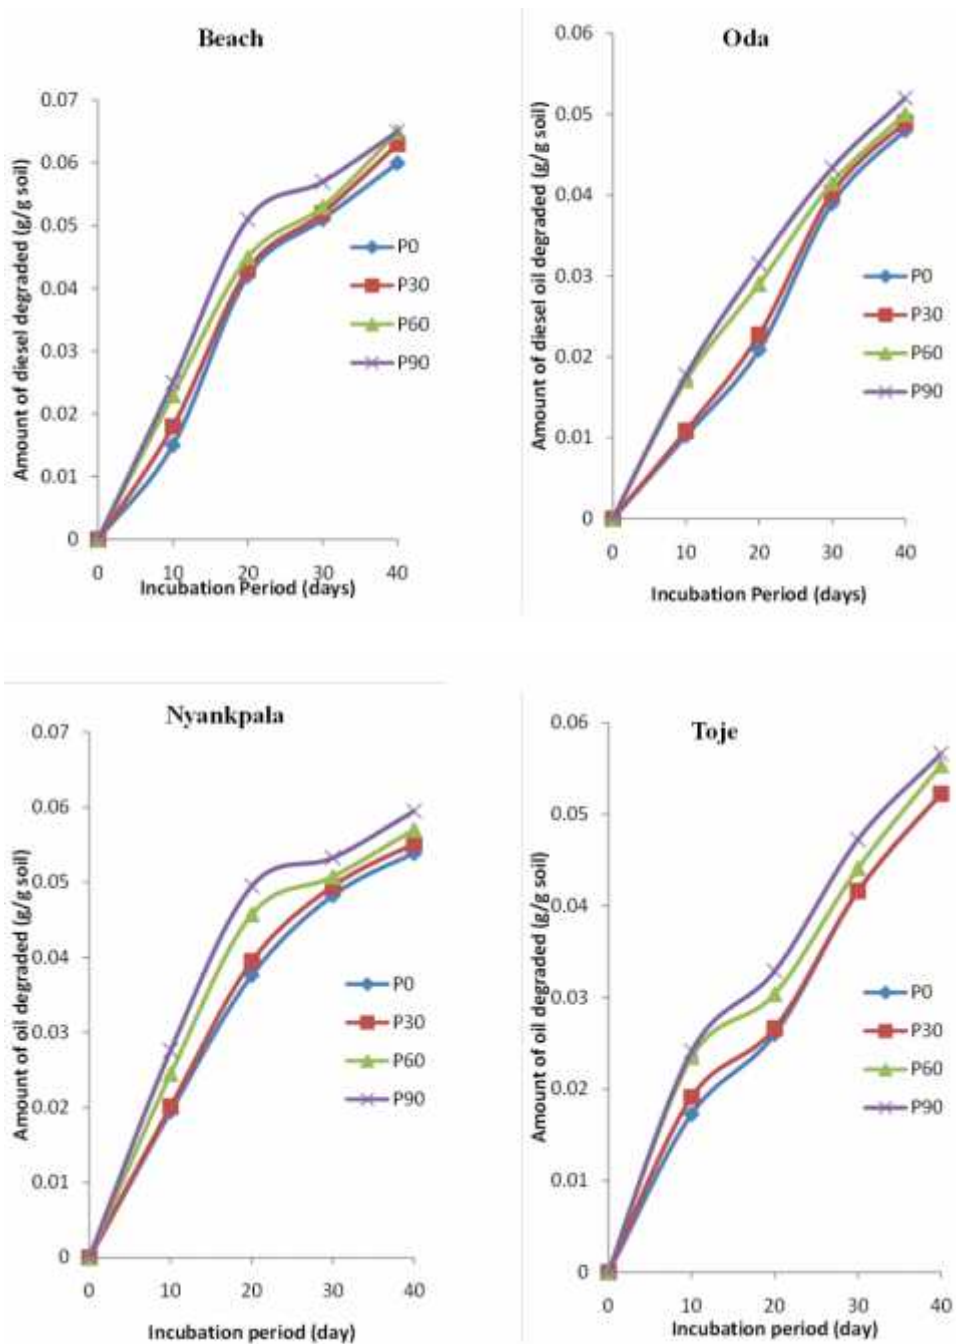 Beach
Amount of diesel degraded (g/g soil)
0.07
0.06
0.05
0.04
0.03
0.02
0.01
0
0 10 20 30 40
Incubation Period (days)
P0
P30
P60
P90
Oda
Amount of diesel oil degraded (g/g soil)
0.06
0.05
0.04
0.03
0.02
0.01
0
0 10 20 30 40
Incubation Period (days)
P0
P30
P60
P90
Nyankpala
Amount of oil degraded (g/g soil)
0.07
0.06
0.05
0.04
0.03
0.02
0.01
0
0 10 20 30 40
Incubation period (day)
P0
P30
P60
P90
Toje
Amount of oil degraded (g/g soil)
0.06
0.05
0.04
0.03
0.02
0.01
0
0 10 20 30 40
Incubation period (days)
P0
P30
P60
P90